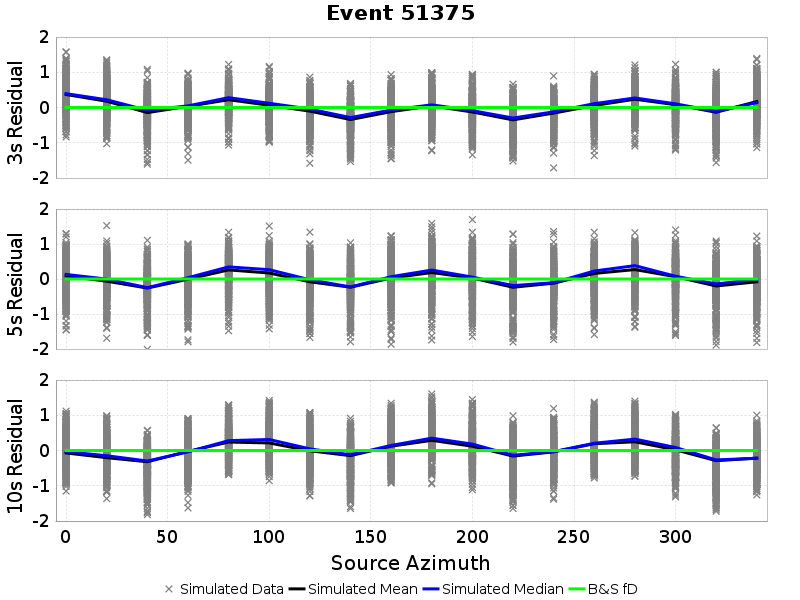 Event 51375
3s Residual
2
1
0
-1
-2
5s Residual
2
1
0
-1
-2
10s Residual
2
1
0
-1
-2
0 50 100 150 200 250 300
Source Azimuth
Simulated Data Simulated Mean Simulated Median B&S fD